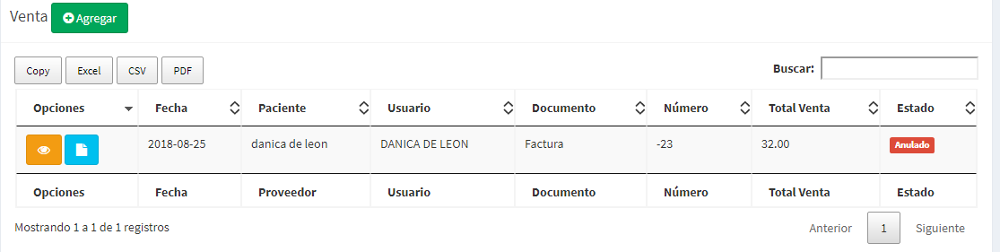 Venta Agregar
Copy Excel CSV PDF Buscar:
Opciones Fecha Paciente Usuario Documento Número Total Venta Estado
2018-08-25 danica de leon DANICA DE LEON Factura -23 32.00 Anulado
Opciones Fecha Proveedor Usuario Documento Número Total Venta Estado
Mostrando 1 a 1 de 1 registros Anterior 1 Siguiente